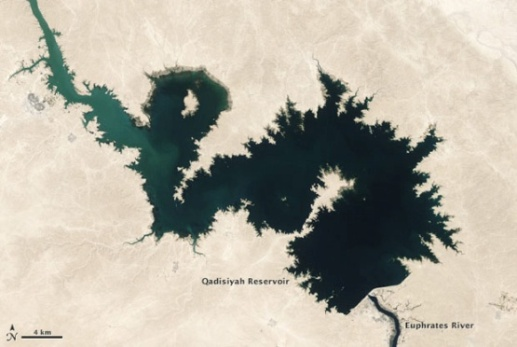 Qadisiyah Reservoir
Euphrates River
N
4 km